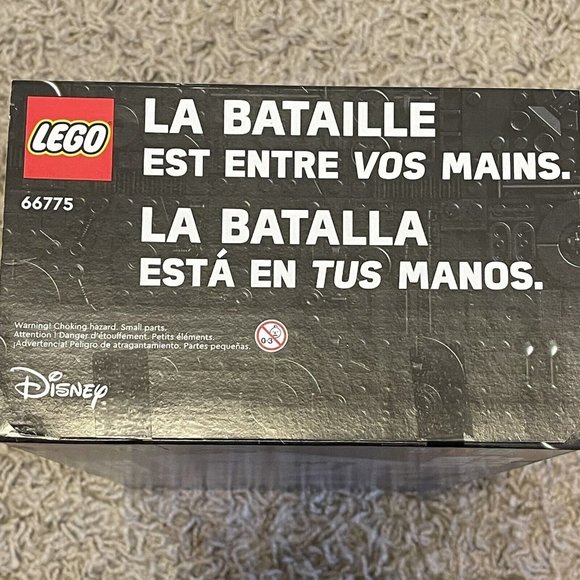 LEGO
LA BATAILLE
EST ENTRE VOS MAINS.
66775
LA BATALLA
ESTÁ EN TUS MANOS.
Warning! Choking hazard. Small parts.
Attention ! Danger d'étouffement. Petits éléments.
¡Advertencia! Peligro de atragantamiento. Partes pequeñas.
0-3
Disney